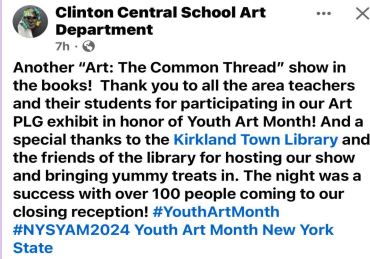 Clinton Central School Art
Department
7h ·
Another “Art: The Common Thread” show in
the books!  Thank you to all the area teachers
and their students for participating in our Art
PLG exhibit in honor of Youth Art Month! And a
special thanks to the Kirkland Town Library and
the friends of the library for hosting our show
and bringing yummy treats in. The night was a
success with over 100 people coming to our
closing reception! #YouthArtMonth
#NYSYAM2024 Youth Art Month New York
State